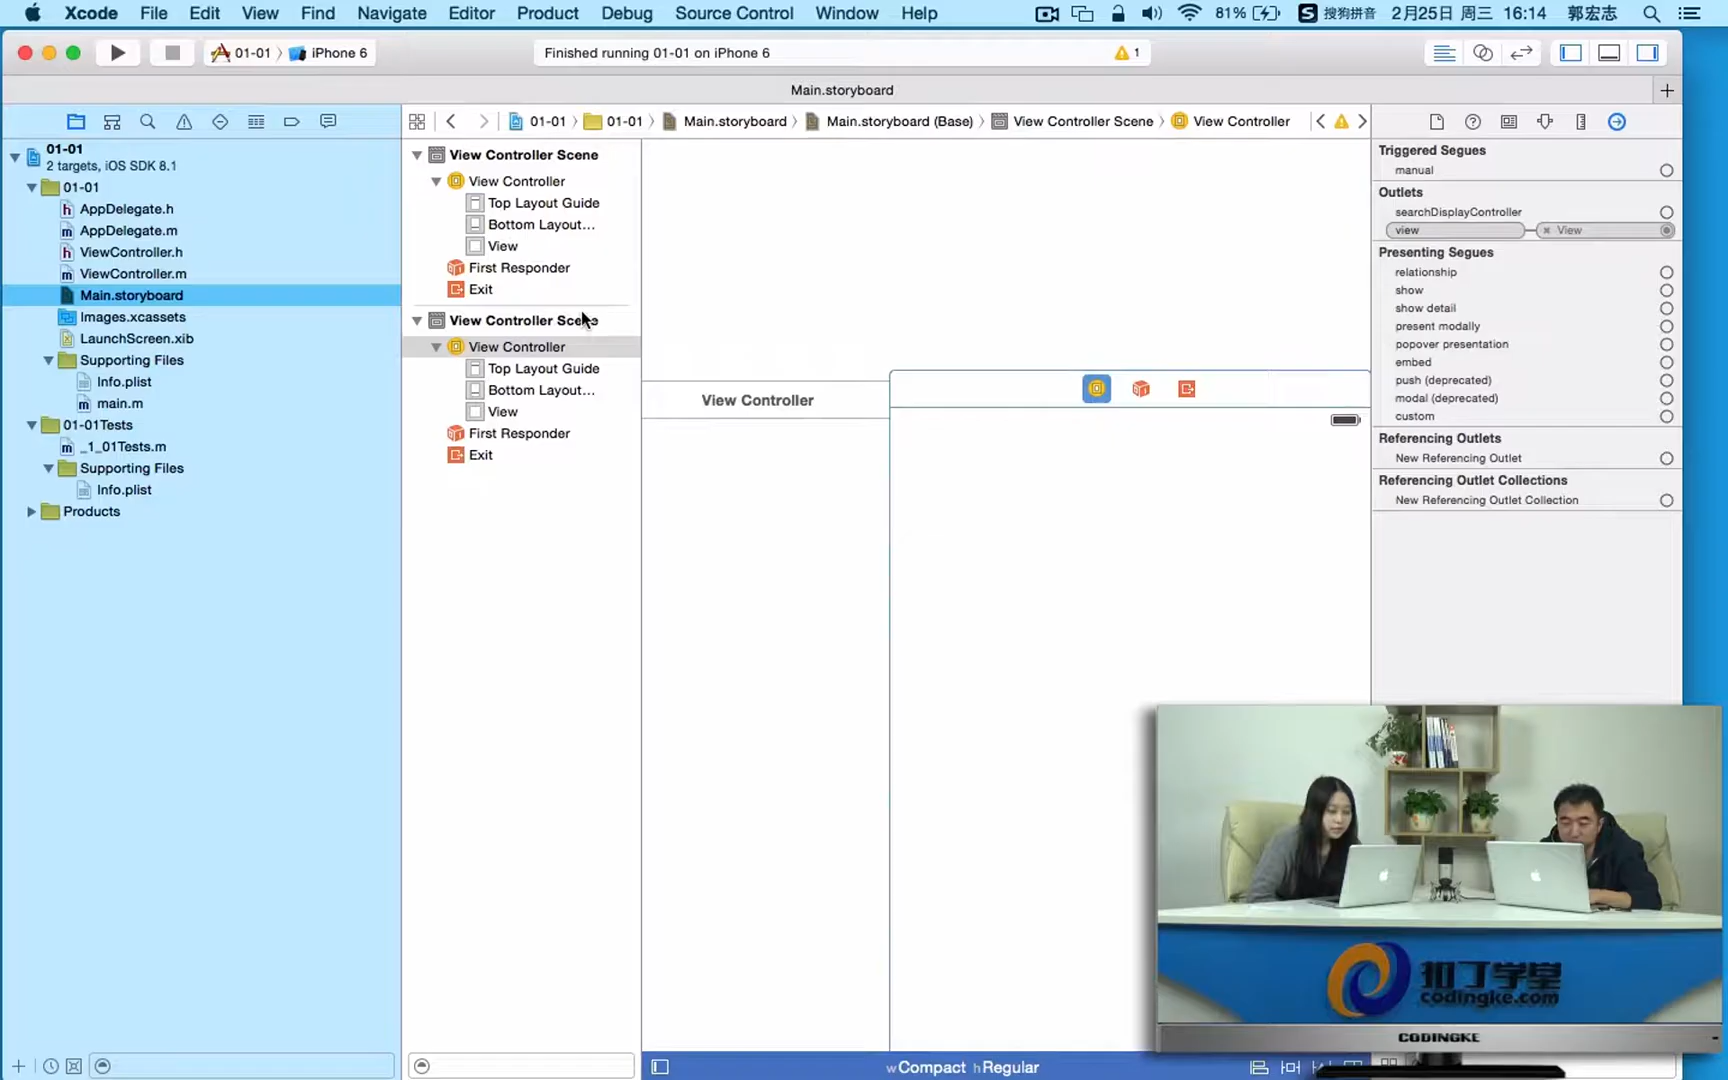 Xcode File Edit View Find Navigate Editor Product Debug Source Control Window Help 81% S 搜狗拼音 2月25日 周三 16:14 郭宏志
01-01 iPhone 6 Finished running 01-01 on iPhone 6 1
Main.storyboard
01-01 01-01 Main.storyboard Main.storyboard (Base) View Controller Scene View Controller
01-01
2 targets, iOS SDK 8.1
01-01
AppDelegate.h
AppDelegate.m
ViewController.h
ViewController.m
Main.storyboard
Images.xcassets
LaunchScreen.xib
Supporting Files
Info.plist
main.m
01-01Tests
_1_01Tests.m
Supporting Files
Info.plist
Products
View Controller Scene
View Controller
Top Layout Guide
Bottom Layout...
View
First Responder
Exit
View Controller Scene
View Controller
Top Layout Guide
Bottom Layout...
View
First Responder
Exit
View Controller
wCompact hRegular
Triggered Segues
manual
Outlets
searchDisplayController
view View
Presenting Segues
relationship
show
show detail
present modally
popover presentation
embed
push (deprecated)
modal (deprecated)
custom
Referencing Outlets
New Referencing Outlet
Referencing Outlet Collections
New Referencing Outlet Collection
扣丁学堂
codingke.com
CODINGKE